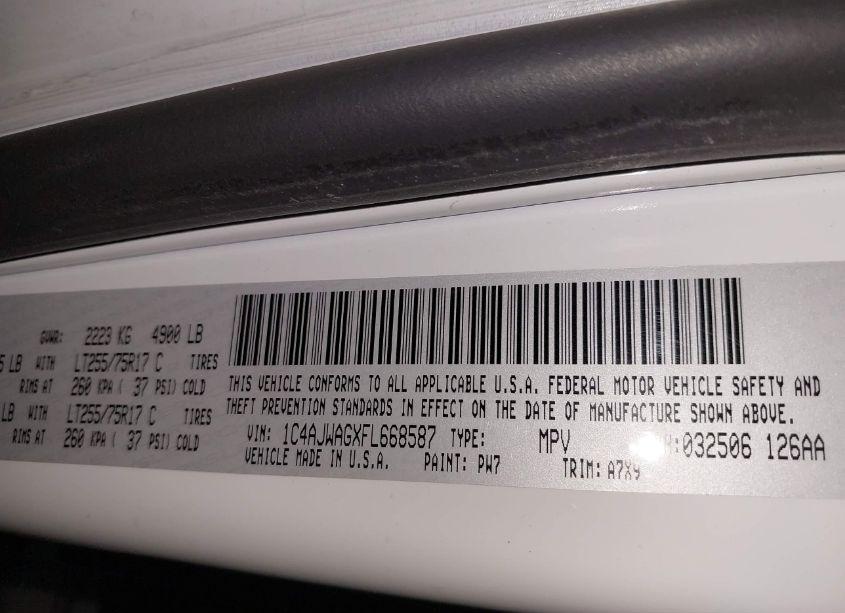 GVWR: 2223 KG 4900 LB
5 LB WITH LT255/75R17 C TIRES
RIMS AT 260 KPA ( 37 PSI) COLD
LB WITH LT255/75R17 C TIRES
RIMS AT 260 KPA ( 37 PSI) COLD
THIS VEHICLE CONFORMS TO ALL APPLICABLE U.S.A. FEDERAL MOTOR VEHICLE SAFETY AND
THEFT PREVENTION STANDARDS IN EFFECT ON THE DATE OF MANUFACTURE SHOWN ABOVE.
VIN: 1C4AJWAGXFL668587 TYPE: MPV :032506 126AA
VEHICLE MADE IN U.S.A. PAINT: PW7 TRIM: A7X9